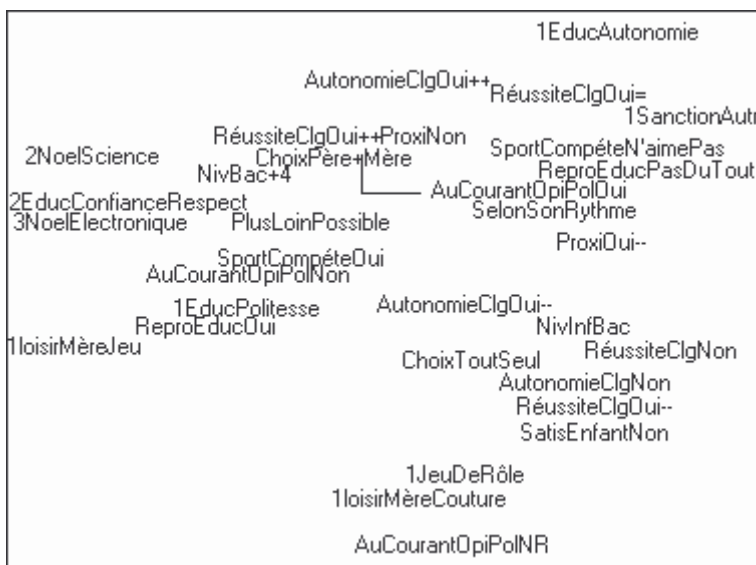 1EducAutonomie
AutonomieClgOui++
RéussiteClgOui=
1SanctionAutr
RéussiteClgOui++ProxiNon
2NoelScience
ChoixPère+Mère
SportCompéteN'aimePas
NivBac+4
ReproEducPasDuTout
AuCourantOpiPolOui
2EducConfianceRespect
SelonSonRythme
3NoelElectronique
PlusLoinPossible
ProxiOui--
SportCompéteOui
AuCourantOpiPolNon
1EducPolitesse
AutonomieClgOui--
ReproEducOui
NivInfBac
1loisirMèreJeu
RéussiteClgNon
ChoixToutSeul
AutonomieClgNon
RéussiteClgOui--
SatisEnfantNon
1JeuDeRôle
1loisirMèreCouture
AuCourantOpiPolNR